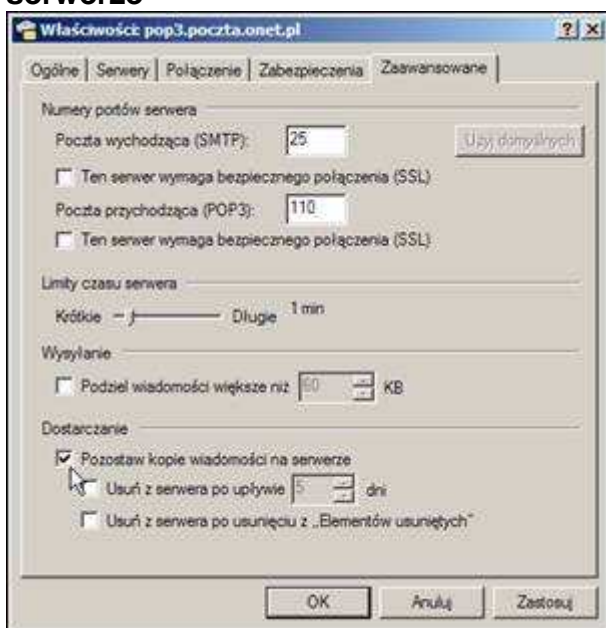 serwerze
Właściwości: pop3.poczta.onet.pl
Ogólne Serwery Połączenie Zabezpieczenia Zaawansowane
Numery portów serwera
Poczta wychodząca (SMTP): 25 Użyj domyślnych
Ten serwer wymaga bezpiecznego połączenia (SSL)
Poczta przychodząca (POP3): 110
Ten serwer wymaga bezpiecznego połączenia (SSL)
Limity czasu serwera
Krótkie Długie 1 min
Wysyłanie
Podziel wiadomości większe niż 60 KB
Dostarczanie
Pozostaw kopie wiadomości na serwerze
Usuń z serwera po upływie 5 dni
Usuń z serwera po usunięciu z „Elementów usuniętych"
OK Anuluj Zastosuj